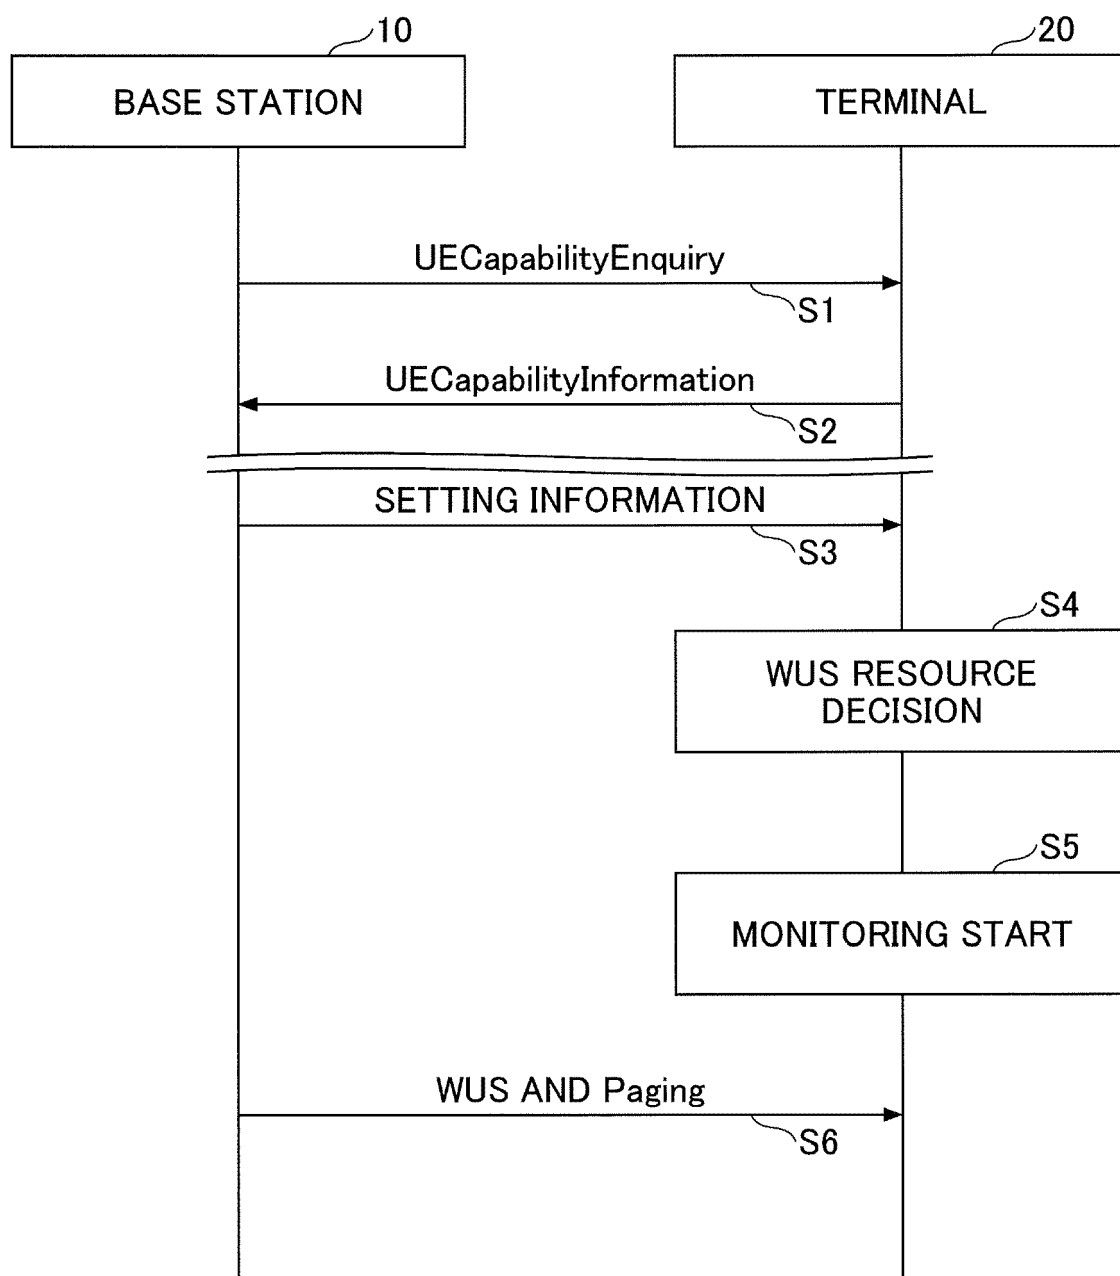 10
20
BASE STATION
TERMINAL
UECapabilityEnquiry
S1
UECapabilityInformation
S2
SETTING INFORMATION
S3
S4
WUS RESOURCE
DECISION
S5
MONITORING START
WUS AND Paging
S6